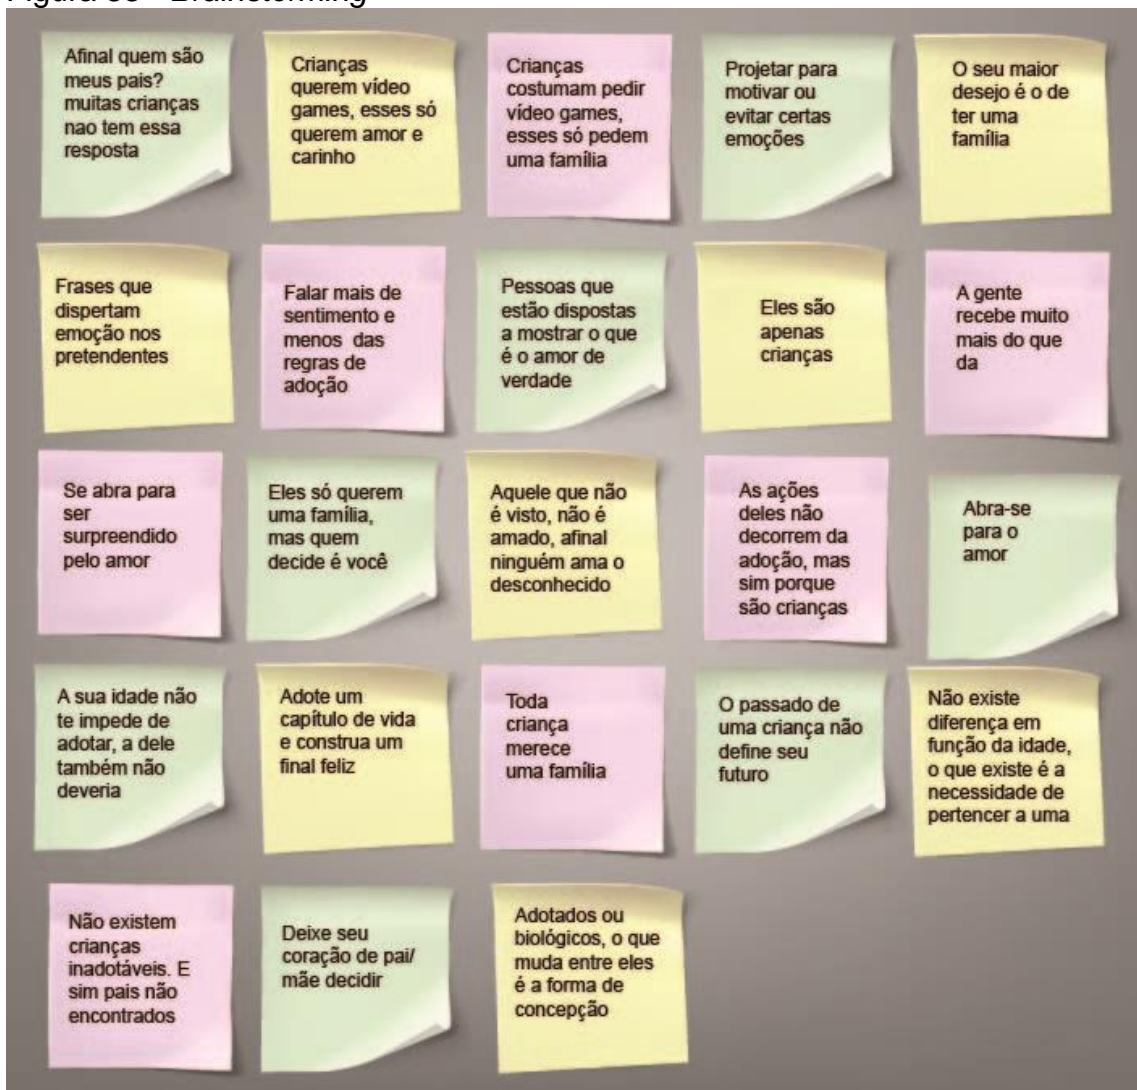 Afinal quem são
meus pais?
muitas crianças
nao tem essa
resposta
Crianças
querem vídeo
games, esses só
querem amor e
carinho
Crianças
costumam pedir
vídeo games,
esses só pedem
uma família
Projetar para
motivar ou
evitar certas
emoções
O seu maior
desejo é o de
ter uma
família
Frases que
dispertam
emoção nos
pretendentes
Falar mais de
sentimento e
menos das
regras de
adoção
Pessoas que
estão dispostas
a mostrar o que
é o amor de
verdade
Eles são
apenas
crianças
A gente
recebe muito
mais do que
da
Se abra para
ser
surpreendido
pelo amor
Eles só querem
uma família,
mas quem
decide é você
Aquele que não
é visto, não é
amado, afinal
ninguém ama o
desconhecido
As ações
deles não
decorrem da
adoção, mas
sim porque
são crianças
Abra-se
para o
amor
A sua idade não
te impede de
adotar, a dele
também não
deveria
Adote um
capítulo de vida
e construa um
final feliz
Toda
criança
merece
uma família
O passado de
uma criança não
define seu
futuro
Não existe
diferença em
função da idade,
o que existe é a
necessidade de
pertencer a uma
Não existem
crianças
inadotáveis. E
sim pais não
encontrados
Deixe seu
coração de pai/
mãe decidir
Adotados ou
biológicos, o que
muda entre eles
é a forma de
concepção